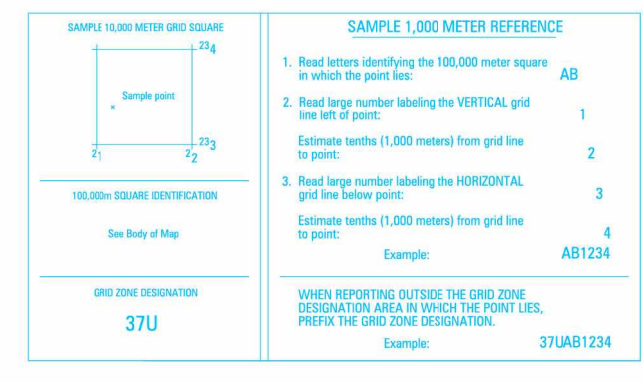 SAMPLE 10,000 METER GRID SQUARE
234
Sample point
×
233
21
22
100,000m SQUARE IDENTIFICATION
See Body of Map
GRID ZONE DESIGNATION
37U
SAMPLE 1,000 METER REFERENCE
1. Read letters identifying the 100,000 meter square
in which the point lies: AB
2. Read large number labeling the VERTICAL grid
line left of point: 1
Estimate tenths (1,000 meters) from grid line
to point: 2
3. Read large number labeling the HORIZONTAL
grid line below point: 3
Estimate tenths (1,000 meters) from grid line
to point: 4
Example: AB1234
WHEN REPORTING OUTSIDE THE GRID ZONE
DESIGNATION AREA IN WHICH THE POINT LIES,
PREFIX THE GRID ZONE DESIGNATION.
Example: 37UAB1234